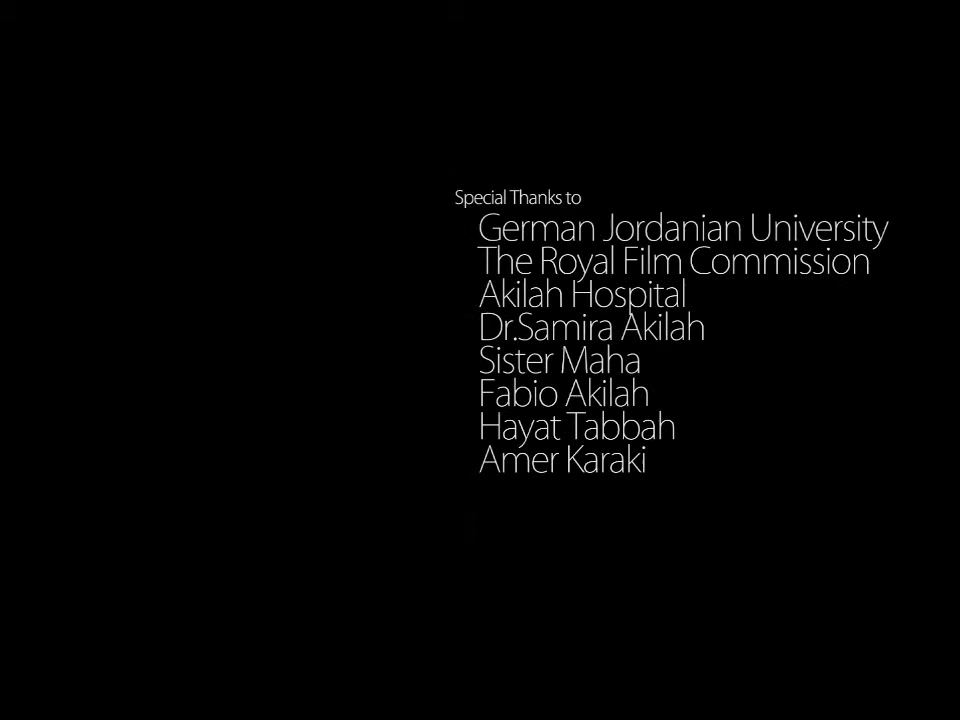 Special Thanks to
German Jordanian University
The Royal Film Commission
Akilah Hospital
Dr.Samira Akilah
Sister Maha
Fabio Akilah
Hayat Tabbah
Amer Karaki